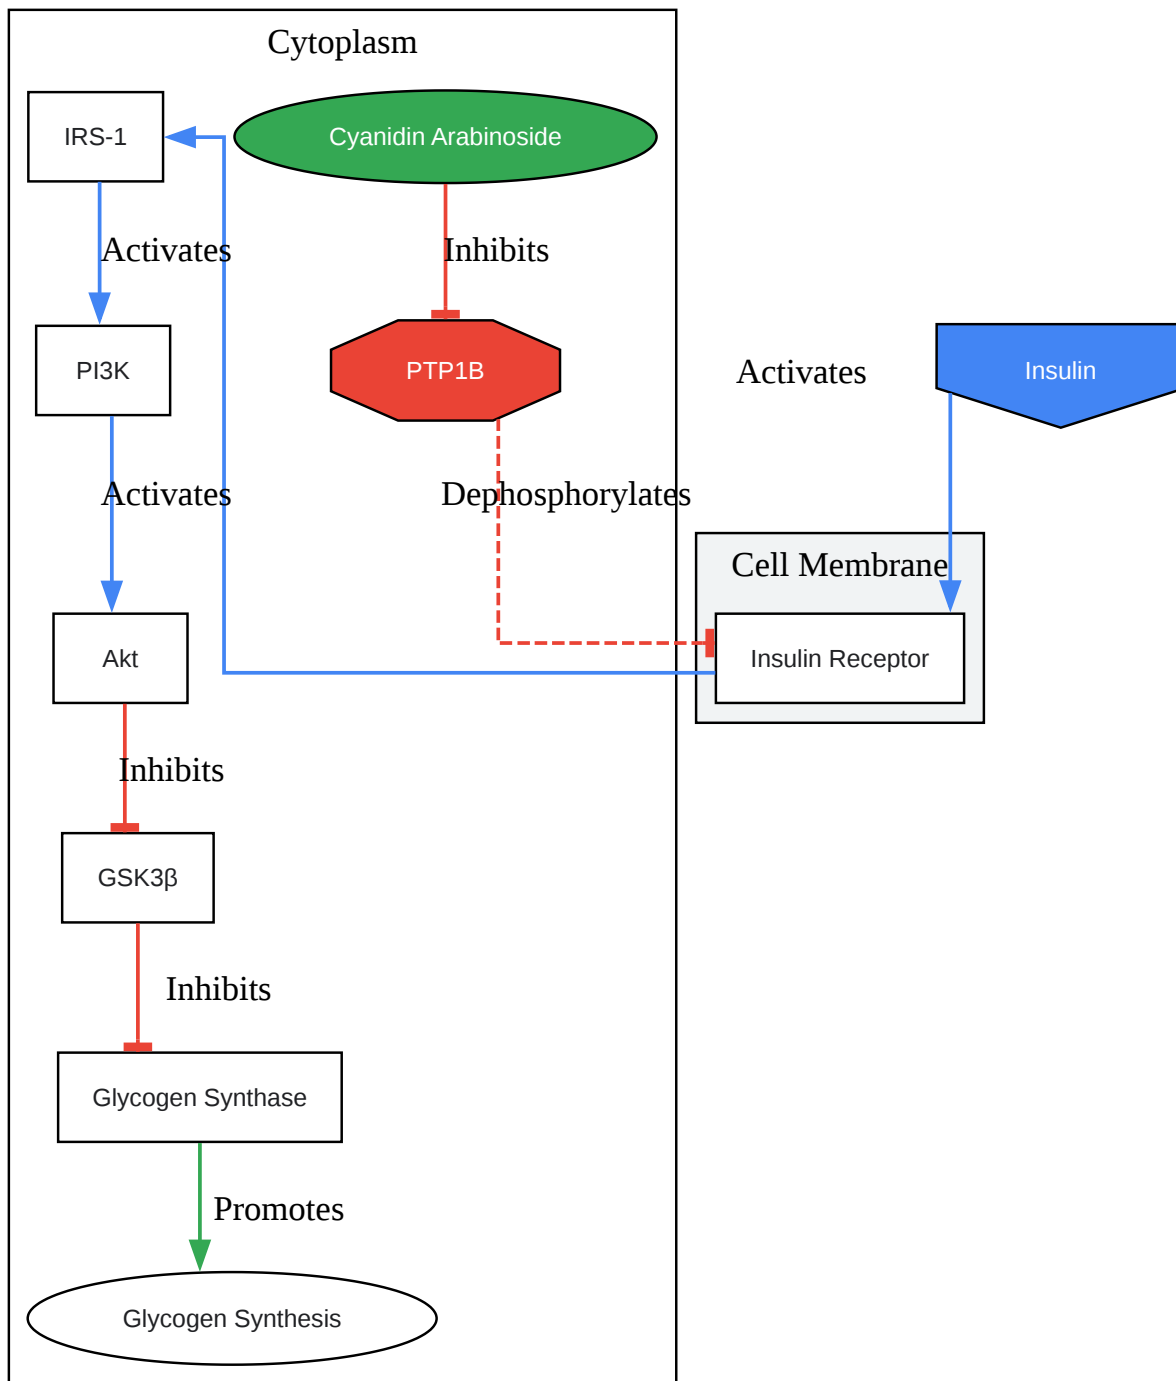 Cytoplasm
IRS-1
Cyanidin Arabinoside
Activates
Inhibits
PI3K
PTP1B
Activates
Insulin
Activates
Dephosphorylates
Cell Membrane
Akt
Insulin Receptor
Inhibits
GSK3β
Inhibits
Glycogen Synthase
Promotes
Glycogen Synthesis